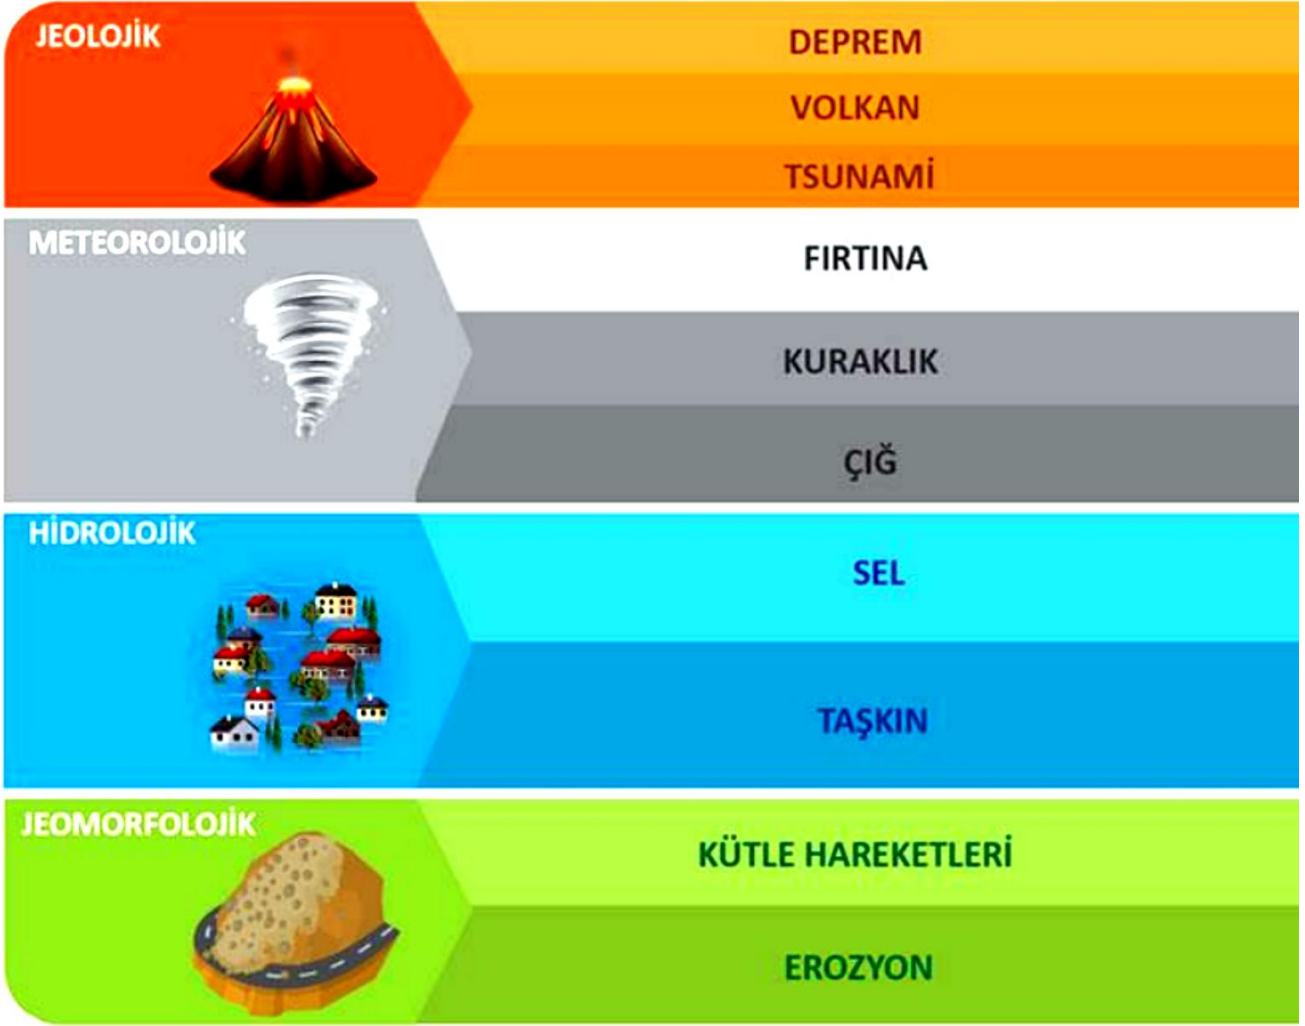 JEOLOJİK
DEPREM
VOLKAN
TSUNAMİ
METEOROLOJİK
FIRTINA
KURAKLIK
ÇIĞ
HİDROLOJİK
SEL
TAŞKIN
JEOMORFOLOJİK
KÜTLE HAREKETLERİ
EROZYON